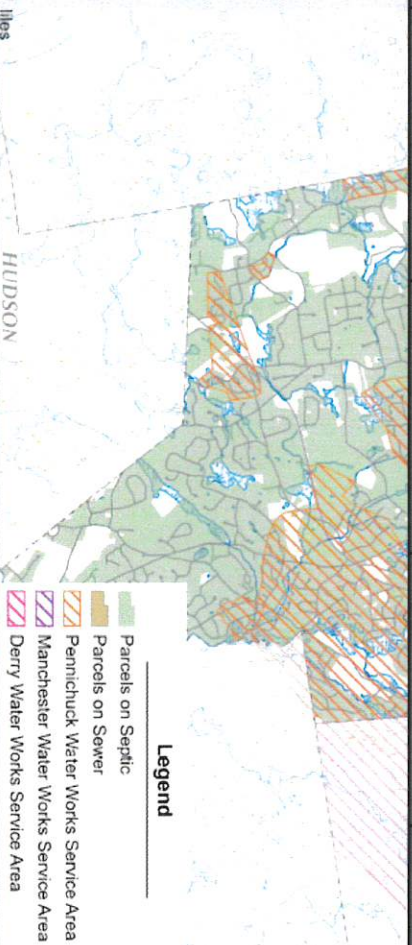 Miles
HUDSON
Legend
Parcels on Septic
Parcels on Sewer
Pennichuck Water Works Service Area
Manchester Water Works Service Area
Derry Water Works Service Area